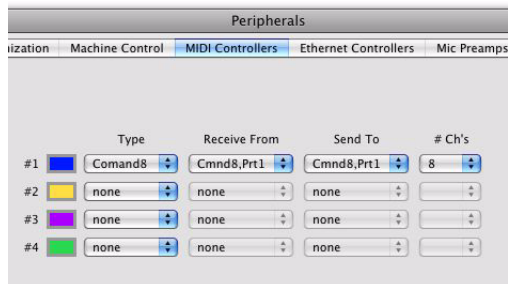 Peripherals
ization Machine Control MIDI Controllers Ethernet Controllers Mic Preamps
Type Receive From Send To # Ch's
#1 Comand8 Cmnd8,Prt1 Cmnd8,Prt1 8
#2 none none none
#3 none none none
#4 none none none